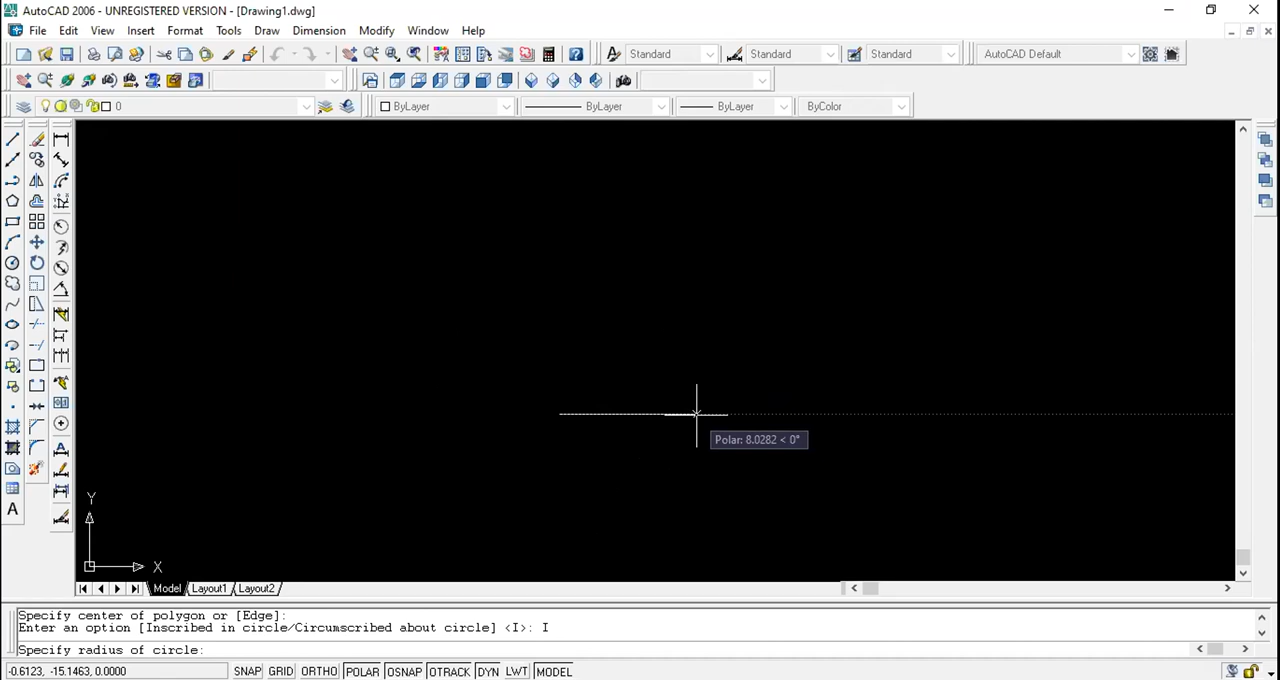 AutoCAD 2006 - UNREGISTERED VERSION - [Drawing1.dwg]
File Edit View Insert Format Tools Draw Dimension Modify Window Help
Standard Standard Standard AutoCAD Default
0 ByLayer ByLayer ByLayer ByColor
Polar: 8.0282 < 0°
Y
X
A
Model Layout1 Layout2
Specify center of polygon or [Edge]:
Enter an option [Inscribed in circle/Circumscribed about circle] <I>: I
Specify radius of circle:
-0.6123, -15.1463, 0.0000 SNAP GRID ORTHO POLAR OSNAP OTRACK DYN LWT MODEL